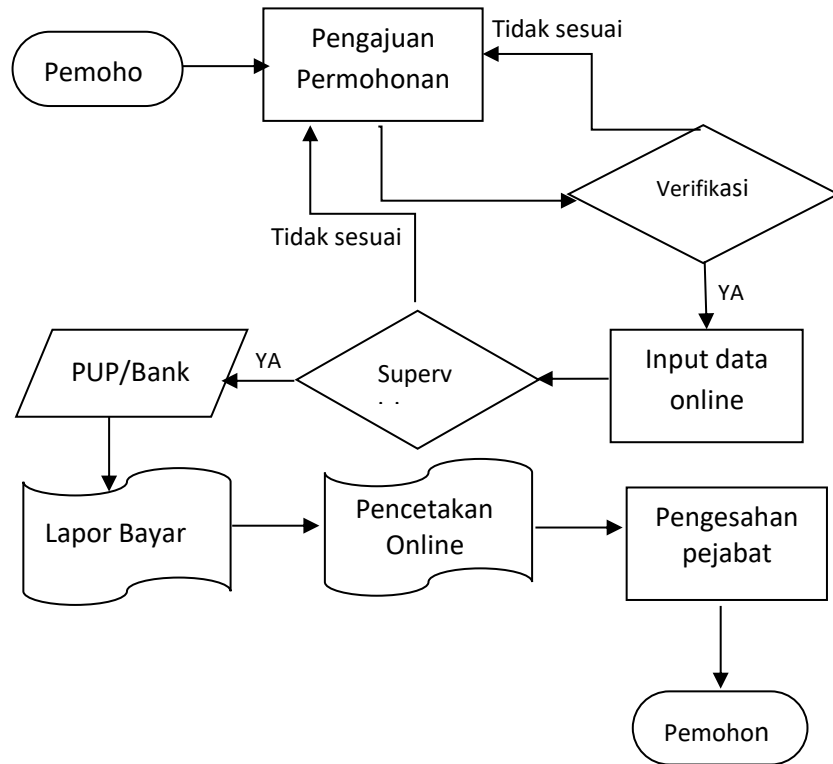 Pengajuan
Permohonan
Tidak sesuai
Pemoho
Verifikasi
Tidak sesuai
YA
Input data
online
Superv
YA
PUP/Bank
Lapor Bayar
Pencetakan
Online
Pengesahan
pejabat
Pemohon